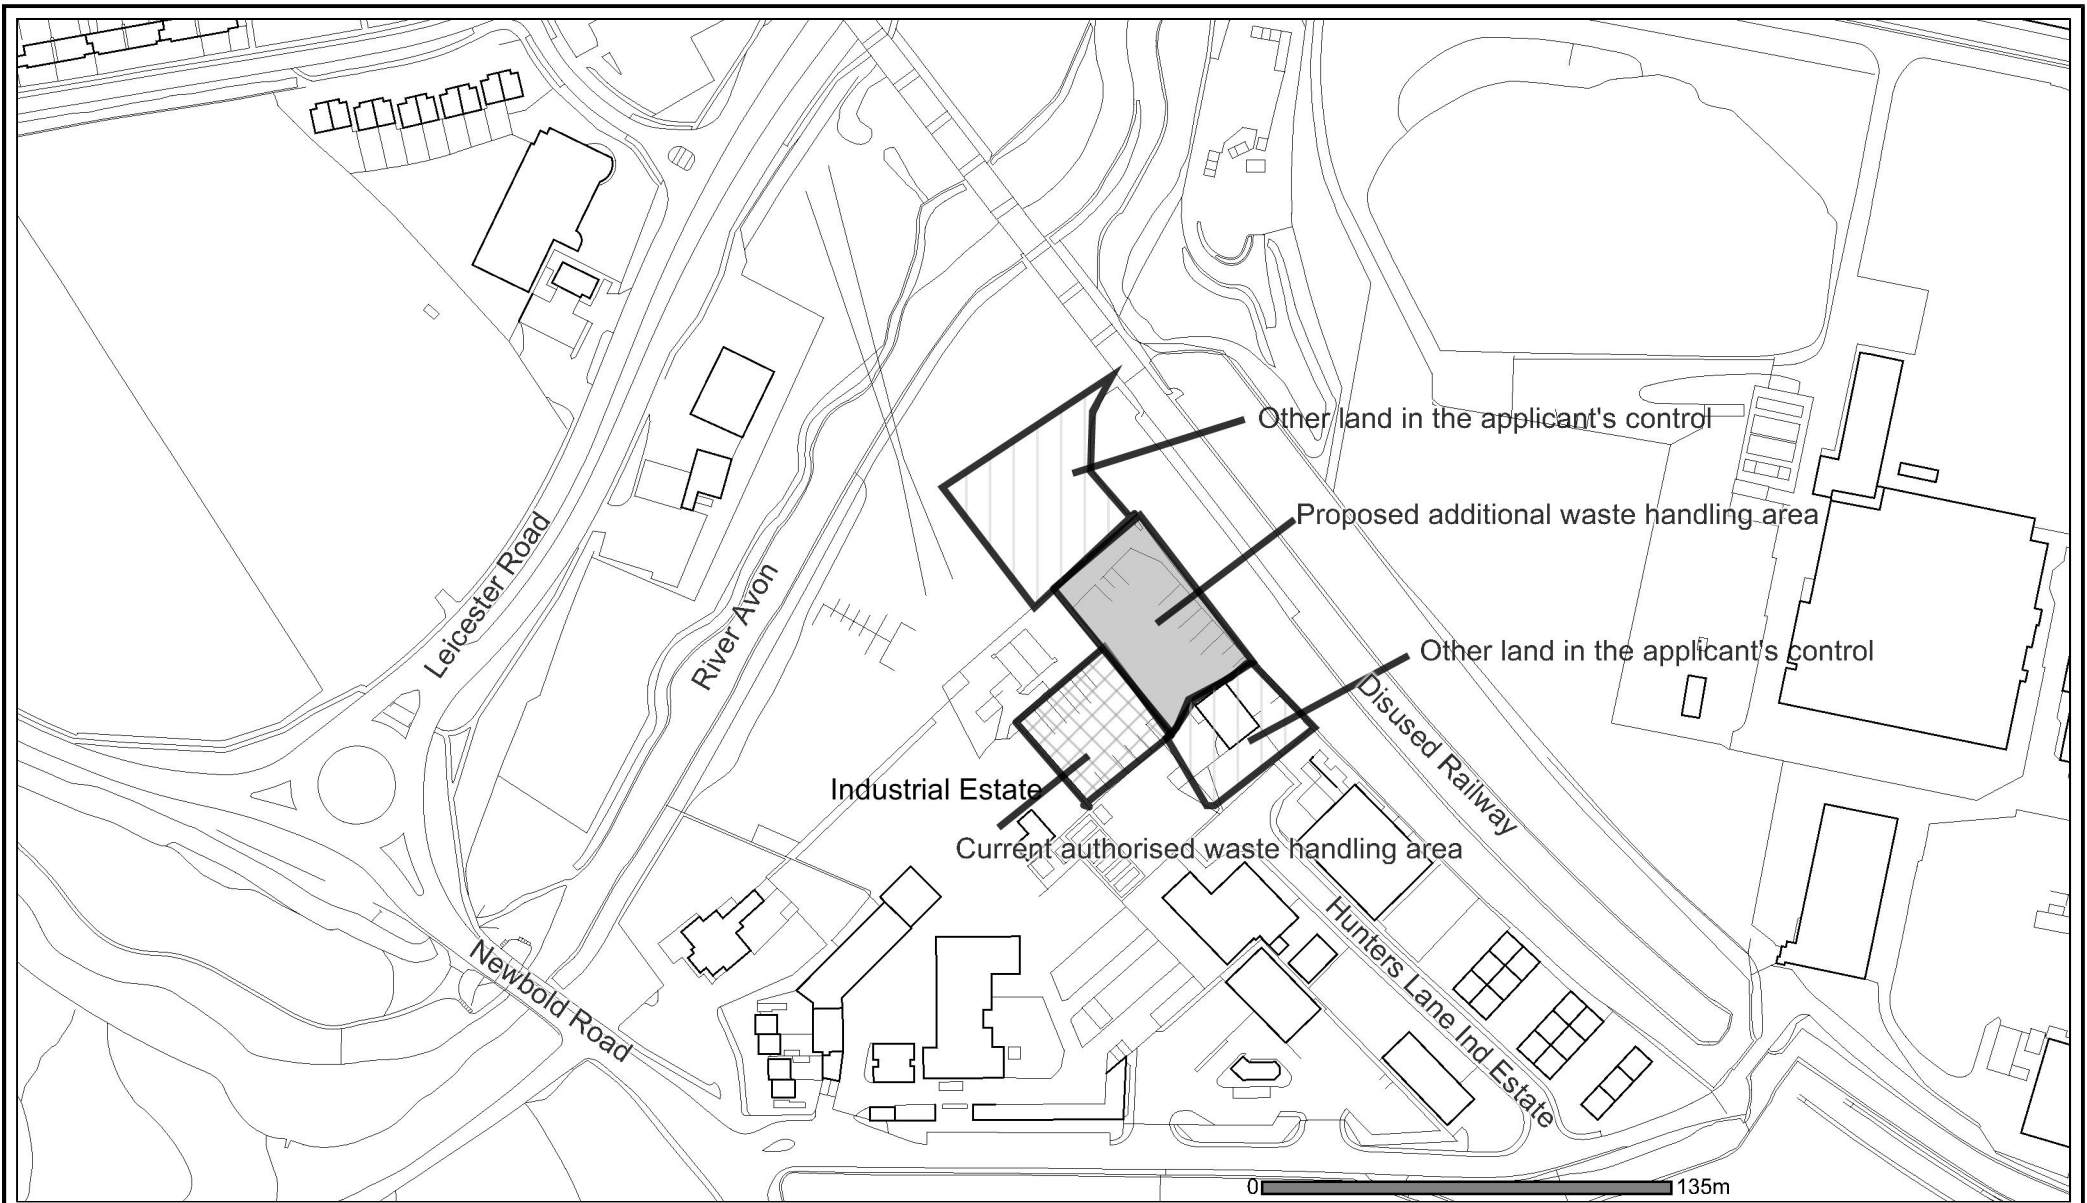 Other land in the applicant's control
Proposed additional waste handling area
Leicester Road
River Avon
Other land in the applicant's control
Disused Railway
Industrial Estate
Current authorised waste handling area
Hunters Lane Ind Estate
Newbold Road
0 135m